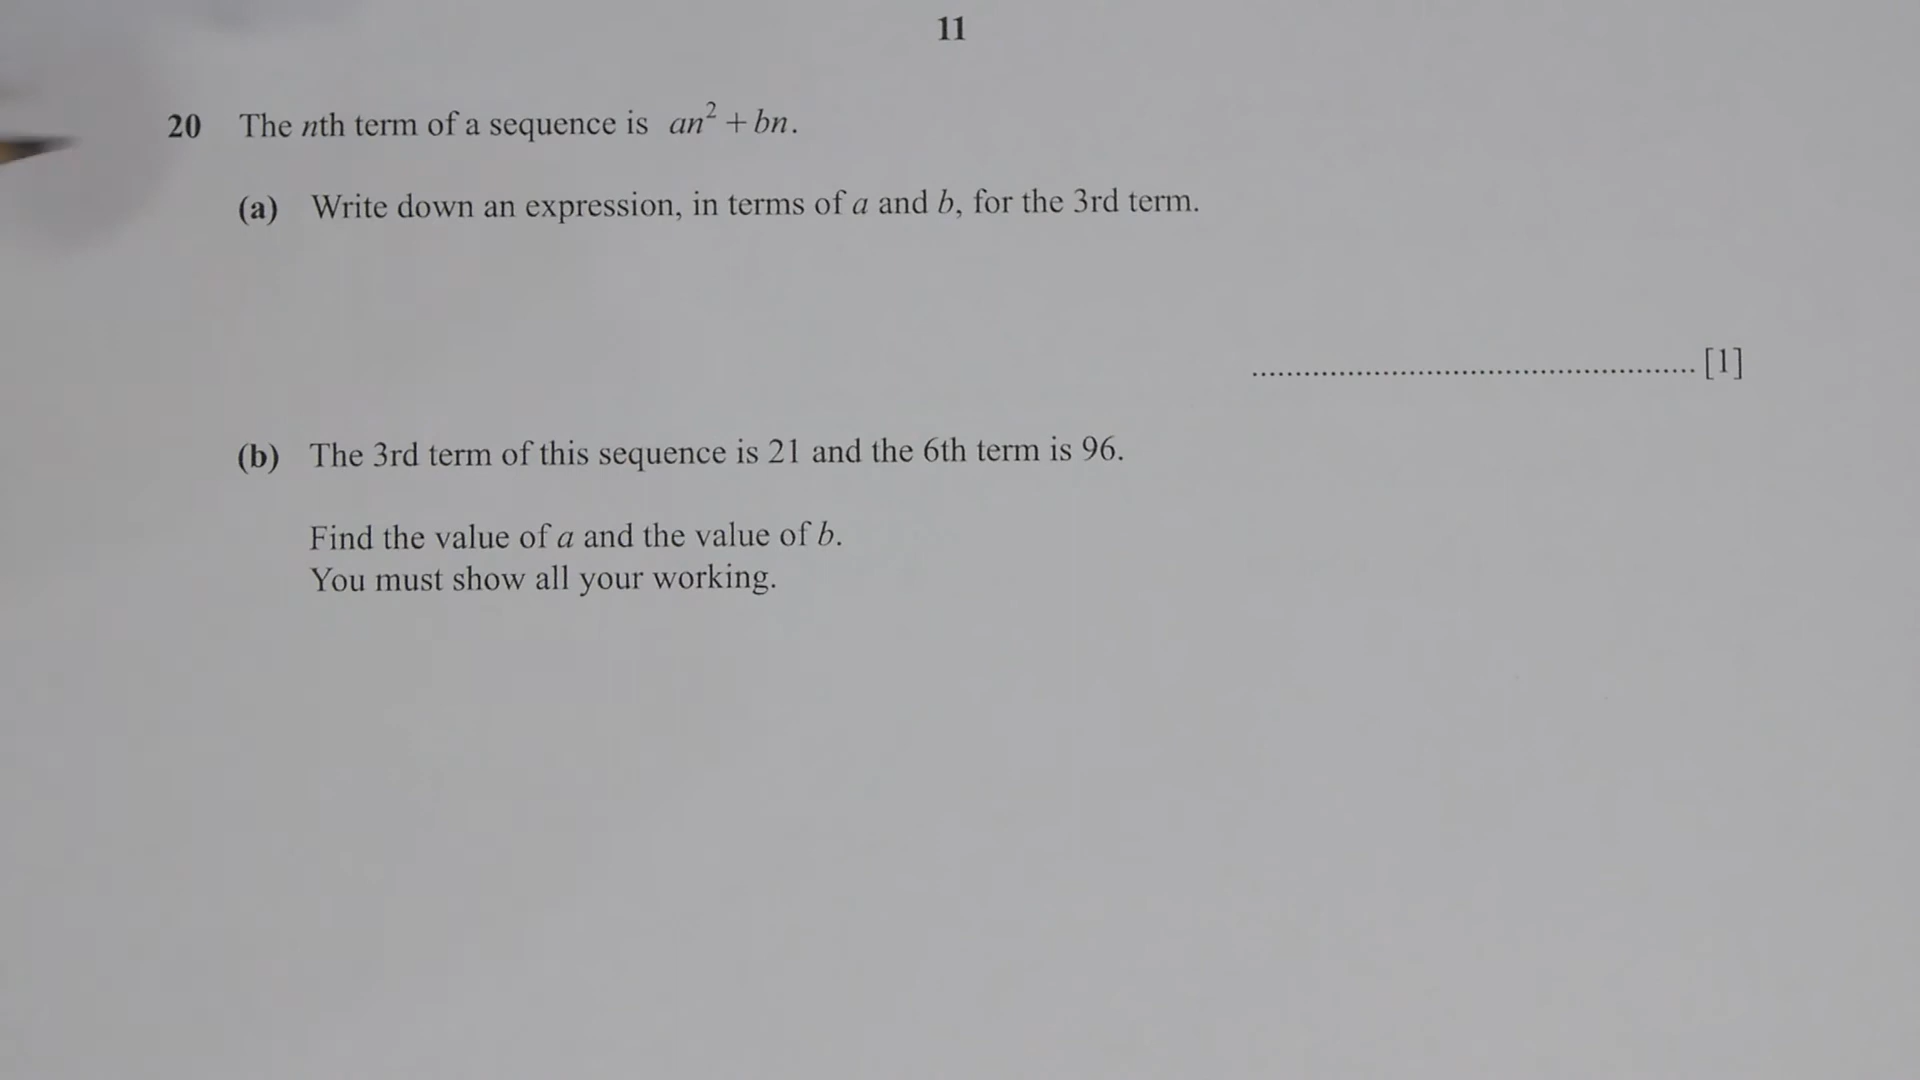 11
20 The nth term of a sequence is an² + bn.
(a) Write down an expression, in terms of a and b, for the 3rd term.
................................................... [1]
(b) The 3rd term of this sequence is 21 and the 6th term is 96.
Find the value of a and the value of b.
You must show all your working.